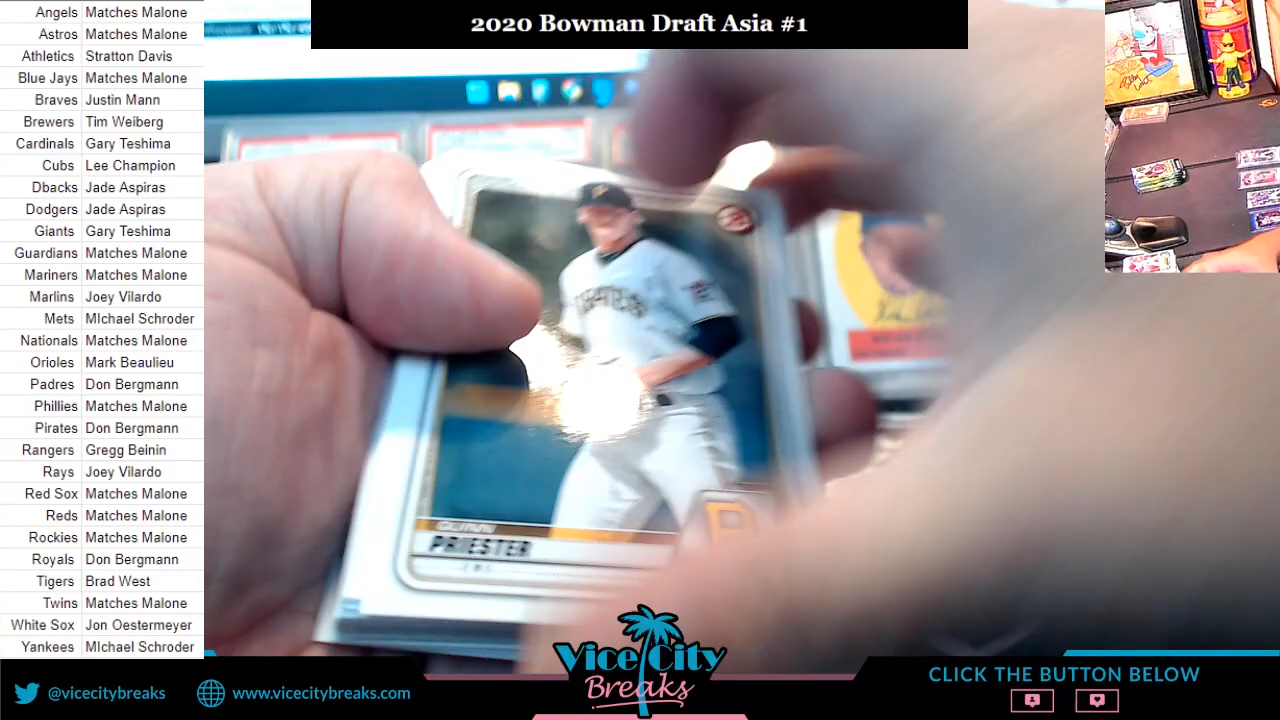 2020 Bowman Draft Asia #1
Angels Matches Malone
Astros Matches Malone
Athletics Stratton Davis
Blue Jays Matches Malone
Braves Justin Mann
Brewers Tim Weiberg
Cardinals Gary Teshima
Cubs Lee Champion
Dbacks Jade Aspiras
Dodgers Jade Aspiras
Giants Gary Teshima
Guardians Matches Malone
Mariners Matches Malone
Marlins Joey Vilardo
Mets MIchael Schroder
Nationals Matches Malone
Orioles Mark Beaulieu
Padres Don Bergmann
Phillies Matches Malone
Pirates Don Bergmann
Rangers Gregg Beinin
Rays Joey Vilardo
Red Sox Matches Malone
Reds Matches Malone
Rockies Matches Malone
Royals Don Bergmann
Tigers Brad West
Twins Matches Malone
White Sox Jon Oestermeyer
Yankees MIchael Schroder
QUINN
PRIESTER
P
@vicecitybreaks
www.vicecitybreaks.com
Vice City
Breaks
CLICK THE BUTTON BELOW